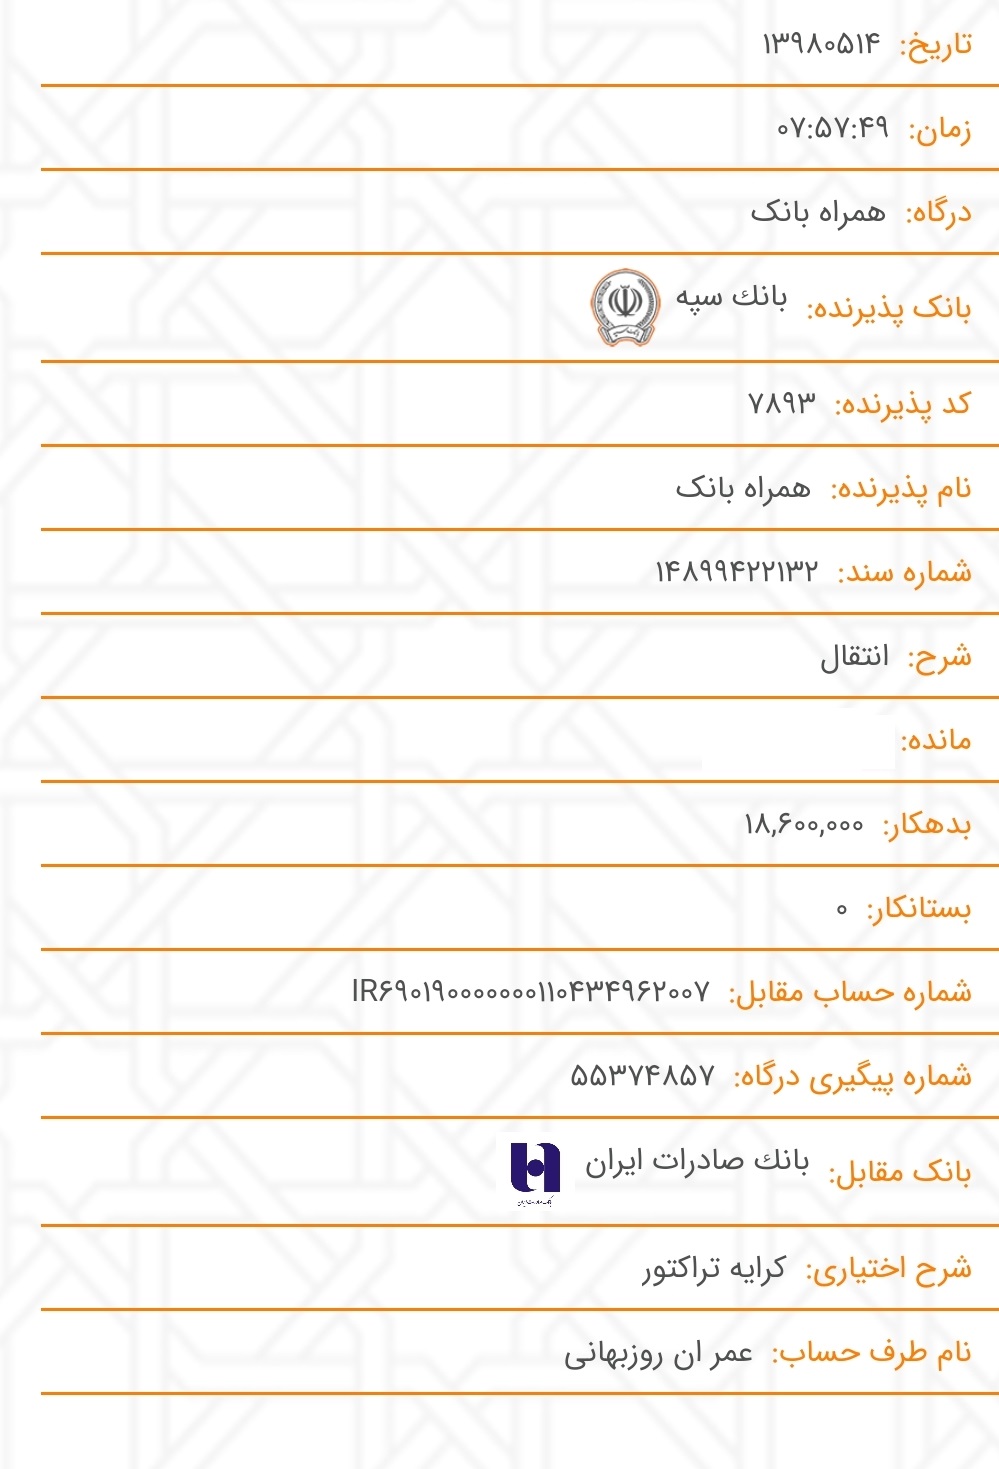 تاریخ: ۱۳۹۸۰۵۱۴
زمان: ۰۷:۵۷:۴۹
درگاه: همراه بانک
بانک پذیرنده: بانك سپه
کد پذیرنده: ۷۸۹۳
نام پذیرنده: همراه بانک
شماره سند: ۱۴۸۹۹۴۲۲۱۳۲
شرح: انتقال
مانده:
بدهکار: ۱۸,۶۰۰,۰۰۰
بستانکار: ۰
شماره حساب مقابل: IR۶۹۰۱۹۰۰۰۰۰۰۰۱۱۰۴۳۴۹۶۲۰۰۷
شماره پیگیری درگاه: ۵۵۳۷۴۸۵۷
بانک مقابل: بانك صادرات ایران
شرح اختیاری: کرایه تراکتور
نام طرف حساب: عمر ان روزبهانی